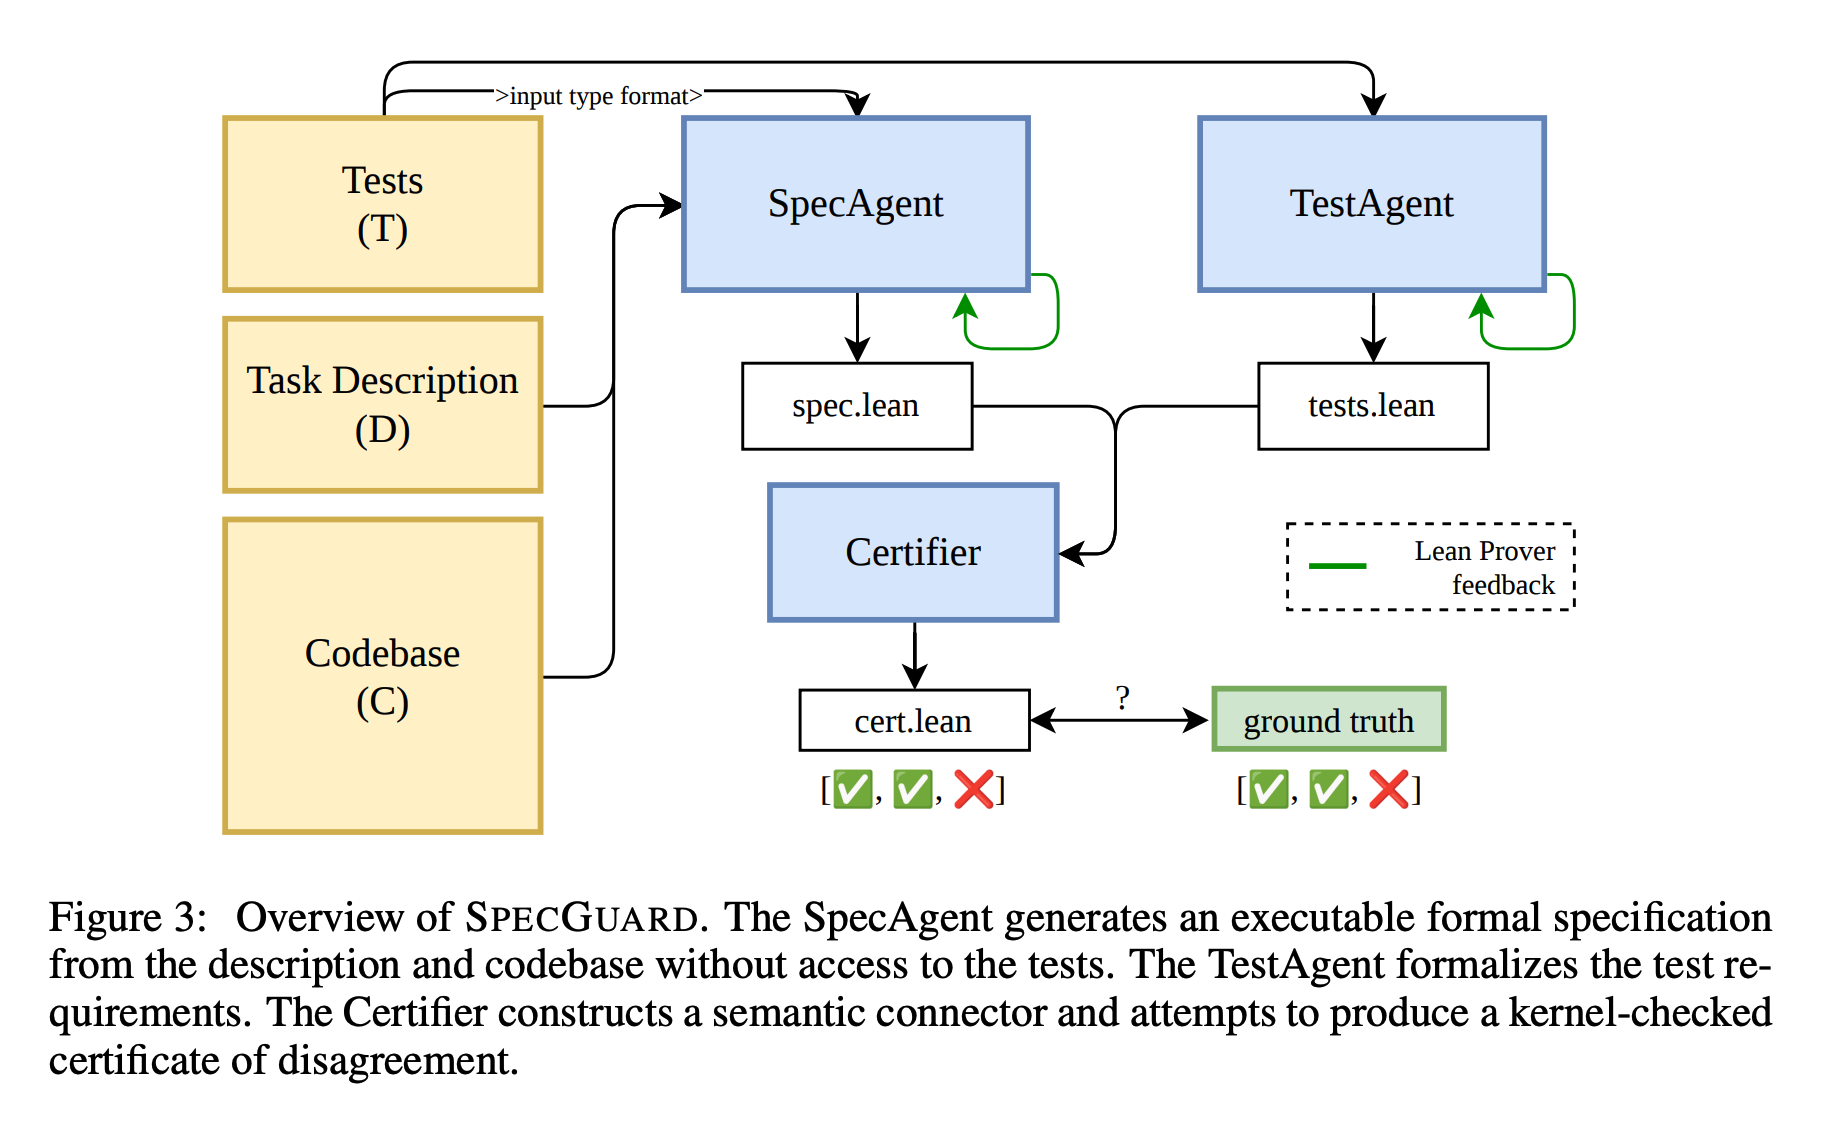 >input type format>
Tests
(T)
SpecAgent
TestAgent
Task Description
(D)
spec.lean
tests.lean
Codebase
(C)
Certifier
Lean Prover
feedback
cert.lean
?
ground truth
[✅, ✅, ❌]
[✅, ✅, ❌]
Figure 3: Overview of SPECGUARD. The SpecAgent generates an executable formal specification
from the description and codebase without access to the tests. The TestAgent formalizes the test re-
quirements. The Certifier constructs a semantic connector and attempts to produce a kernel-checked
certificate of disagreement.